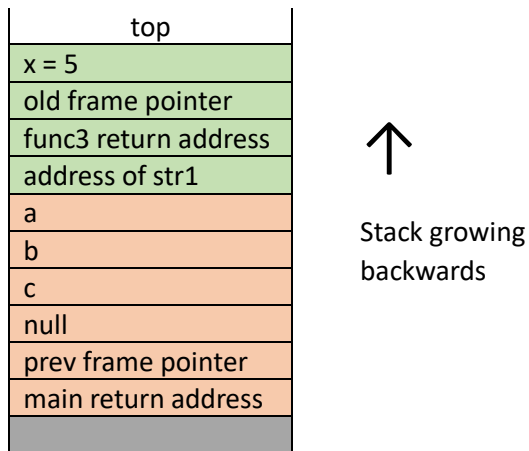 top
x = 5
old frame pointer
func3 return address
address of str1
a
b
c
null
prev frame pointer
main return address
Stack growing
backwards